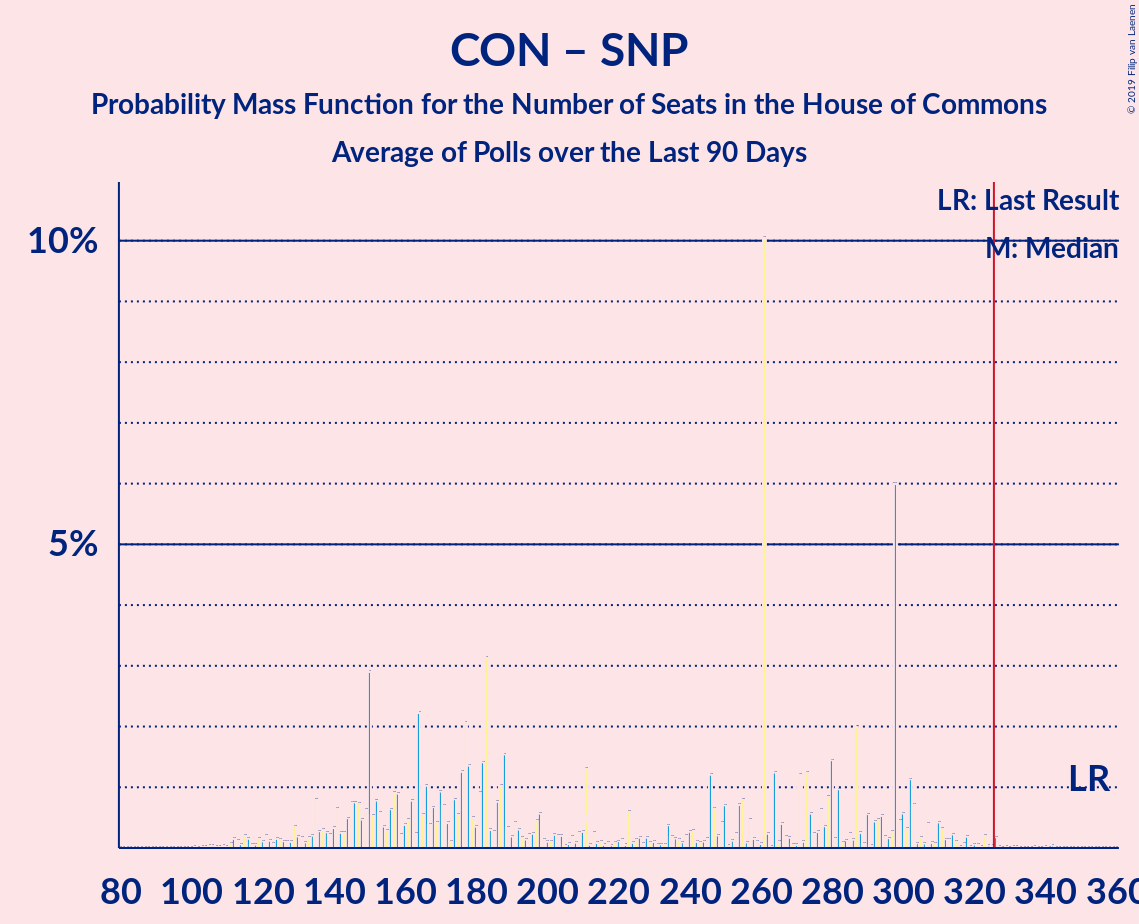 CON – SNP
Probability Mass Function for the Number of Seats in the House of Commons
Average of Polls over the Last 90 Days
© 2019 Filip van Laenen
LR: Last Result
M: Median
10%
5%
LR
80 100 120 140 160 180 200 220 240 260 280 300 320 340 360